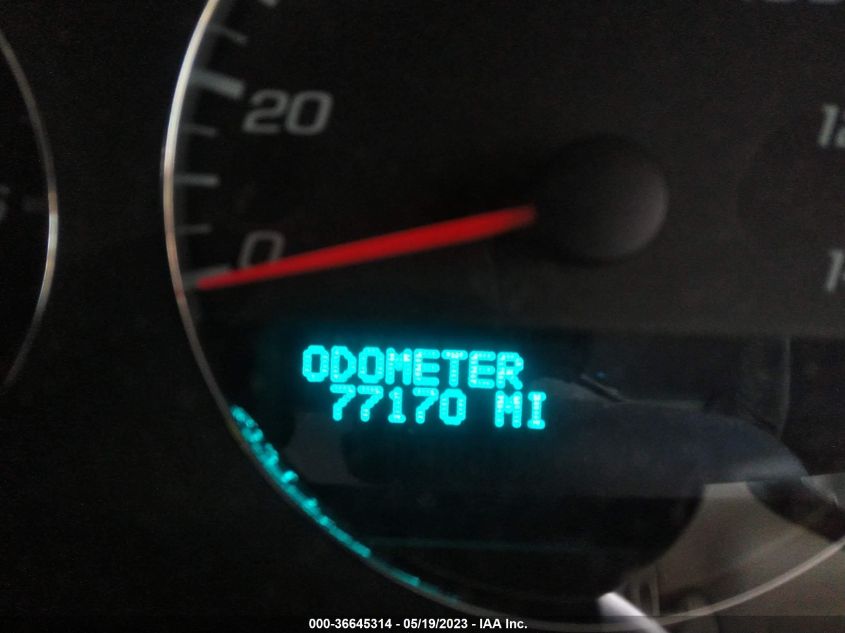 20
0
ODOMETER
77170 MI
000-36645314 - 05/19/2023 - IAA Inc.